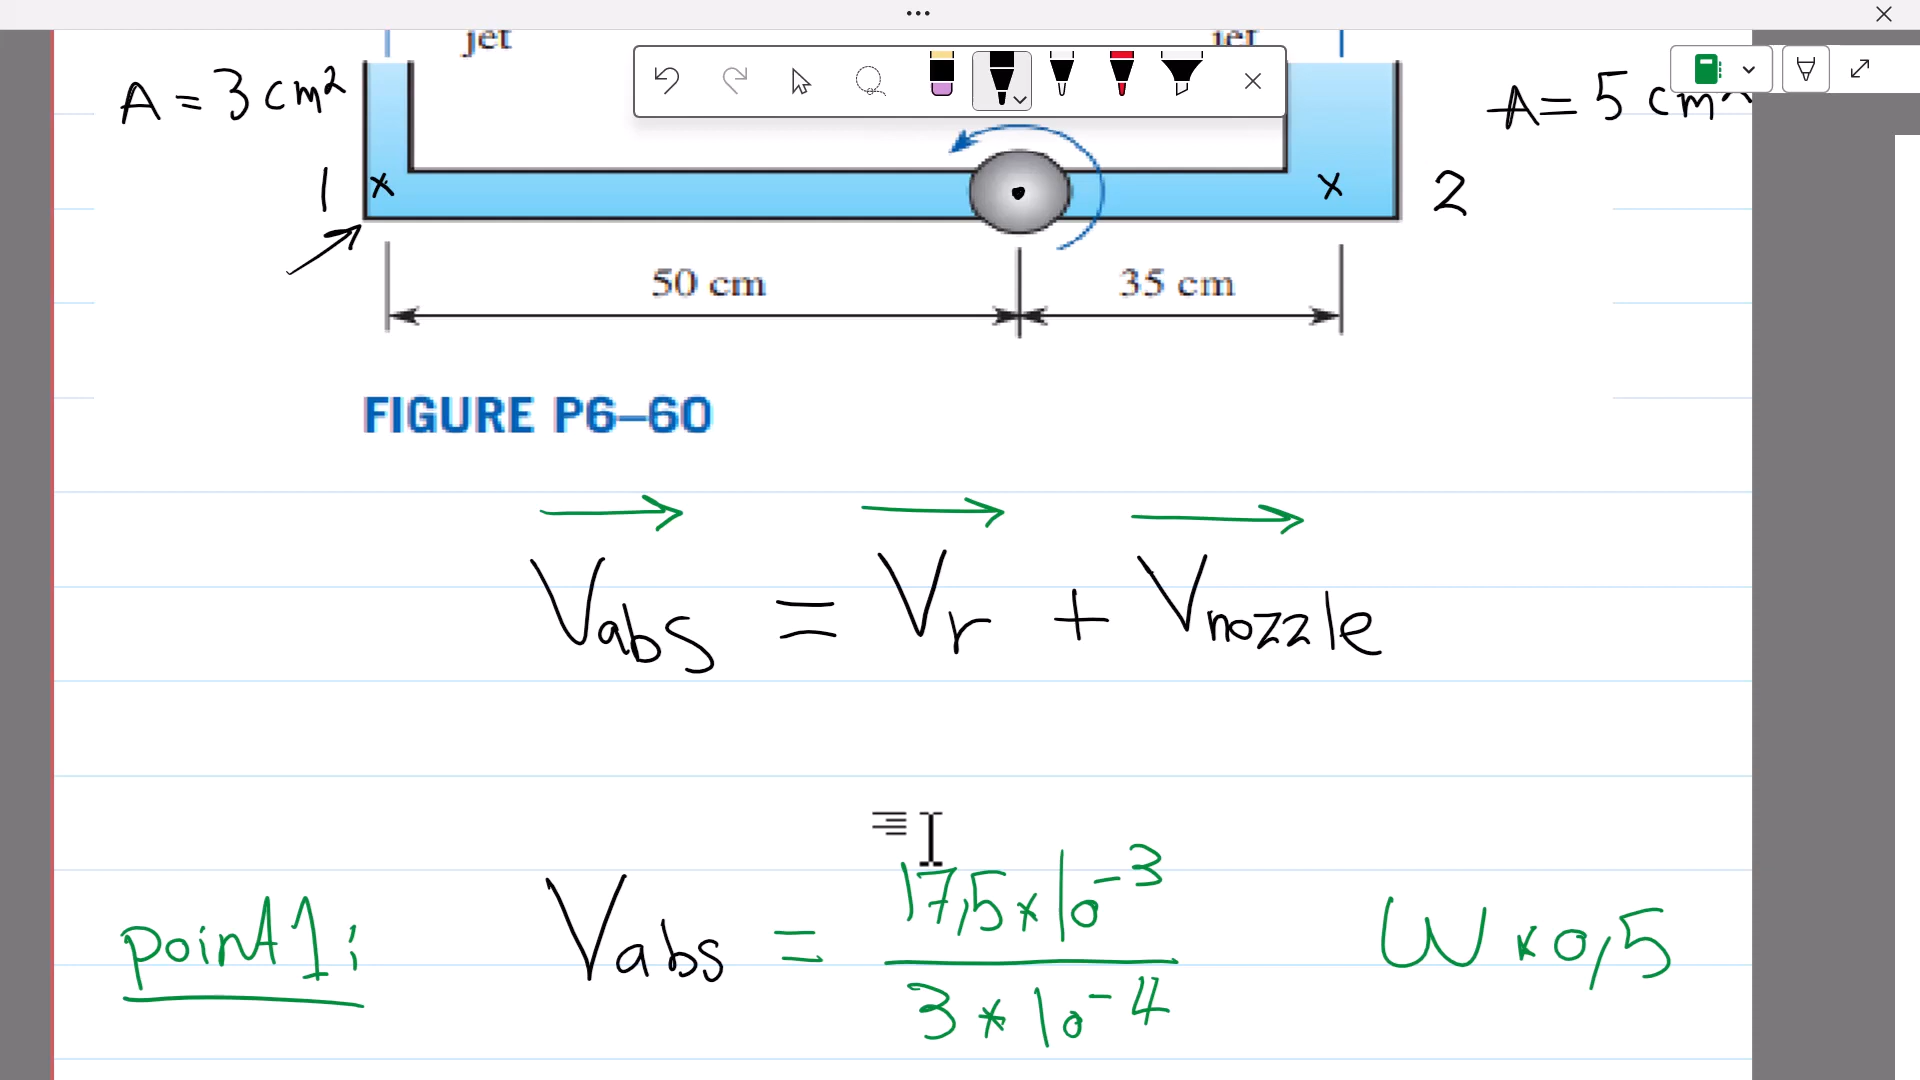 jet
jet
A = 3 cm²
A = 5 cm²
1 x
x 2
50 cm
35 cm
FIGURE P6–60
Vabs = Vr + Vnozzle
point 1: Vabs = 17,5 * 10⁻³ / 3 * 10⁻⁴ W * 0,5